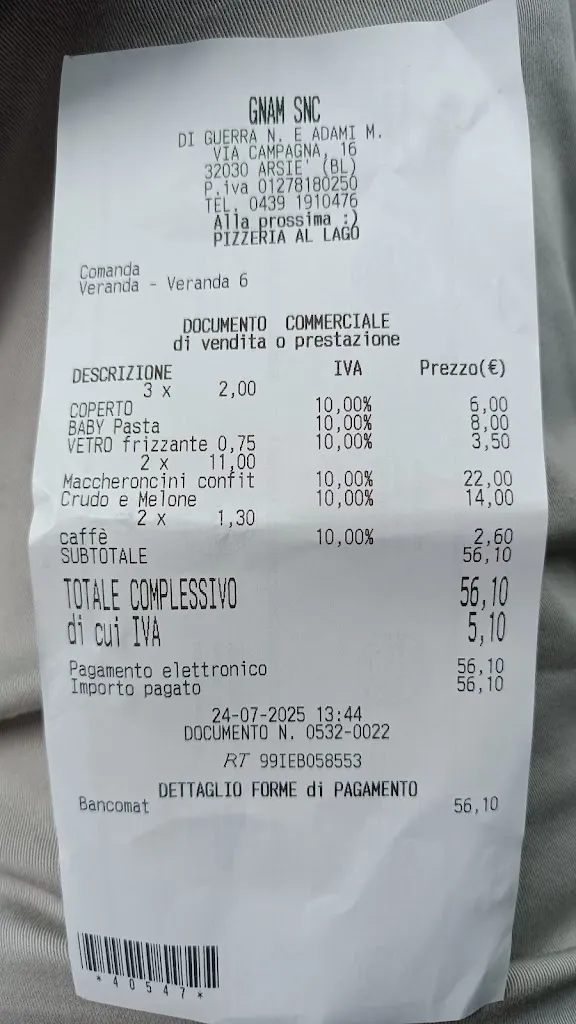 GNAM SNC
DI GUERRA N. E ADAMI M.
VIA CAMPAGNA, 16
32030 ARSIE' (BL)
P.iva 01278180250
TEL. 0439 1910476
Alla prossima :)
PIZZERIA AL LAGO
Comanda
Veranda - Veranda 6
DOCUMENTO COMMERCIALE
di vendita o prestazione
DESCRIZIONE IVA Prezzo(€)
3 x 2,00
COPERTO 10,00% 6,00
BABY Pasta 10,00% 8,00
VETRO frizzante 0,75 10,00% 3,50
2 x 11,00
Maccheroncini confit 10,00% 22,00
Crudo e Melone 10,00% 14,00
2 x 1,30
caffè 10,00% 2,60
SUBTOTALE 56,10
TOTALE COMPLESSIVO 56,10
di cui IVA 5,10
Pagamento elettronico 56,10
Importo pagato 56,10
24-07-2025 13:44
DOCUMENTO N. 0532-0022
RT 99IEB058553
DETTAGLIO FORME di PAGAMENTO
Bancomat 56,10
*40547*